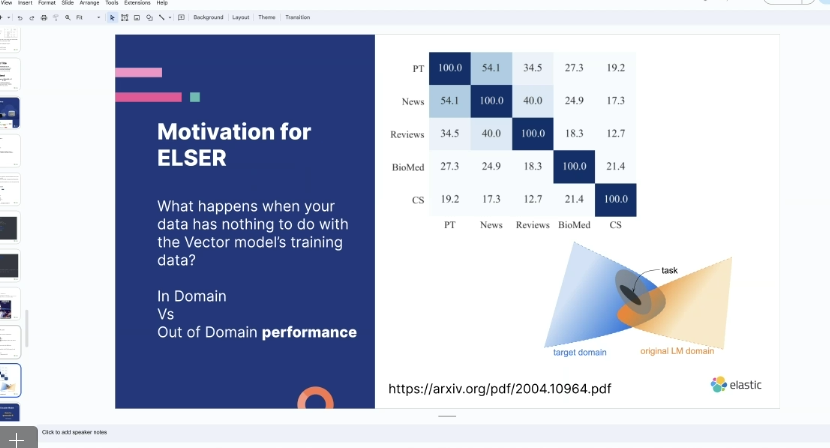 View Insert Format Slide Arrange Tools Extensions Help
Fit
Background Layout Theme Transition
Motivation for
ELSER
What happens when your
data has nothing to do with
the Vector model's training
data?
In Domain
Vs
Out of Domain performance
PT 100.0 54.1 34.5 27.3 19.2
News 54.1 100.0 40.0 24.9 17.3
Reviews 34.5 40.0 100.0 18.3 12.7
BioMed 27.3 24.9 18.3 100.0 21.4
CS 19.2 17.3 12.7 21.4 100.0
PT News Reviews BioMed CS
task
target domain
original LM domain
https://arxiv.org/pdf/2004.10964.pdf
elastic
Click to add speaker notes